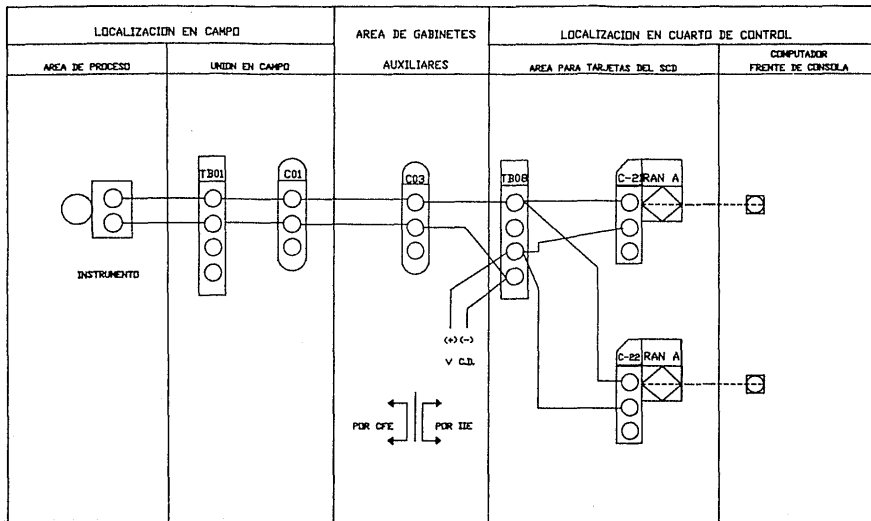 LOCALIZACION EN CAMPO
AREA DE GABINETES
AUXILIARES
LOCALIZACION EN CUARTO DE CONTROL
AREA DE PROCESO
UNION EN CAMPO
AREA PARA TARJETAS DEL SCD
COMPUTADOR
FRENTE DE CONSOLA
TB01
C01
C03
TB08
C-21
RAN A
INSTRUMENTO
(+)(-)
V C.D.
C-22
RAN A
POR CFE
POR IIE